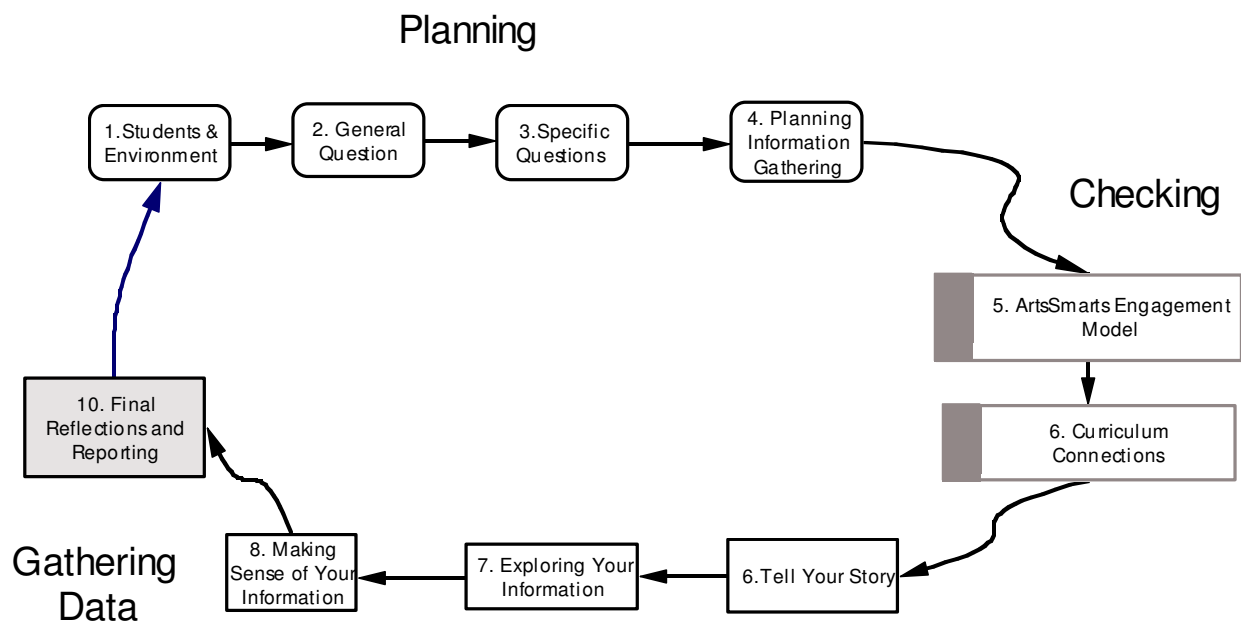 Planning
1.Students &
Environment
2. General
Question
3.Specific
Questions
4. Planning
Information
Gathering
Checking
5. ArtsSmarts Engagement
Model
6. Curriculum
Connections
6.Tell Your Story
7. Exploring Your
Information
8. Making
Sense of Your
Information
10. Final
Reflections and
Reporting
Gathering
Data